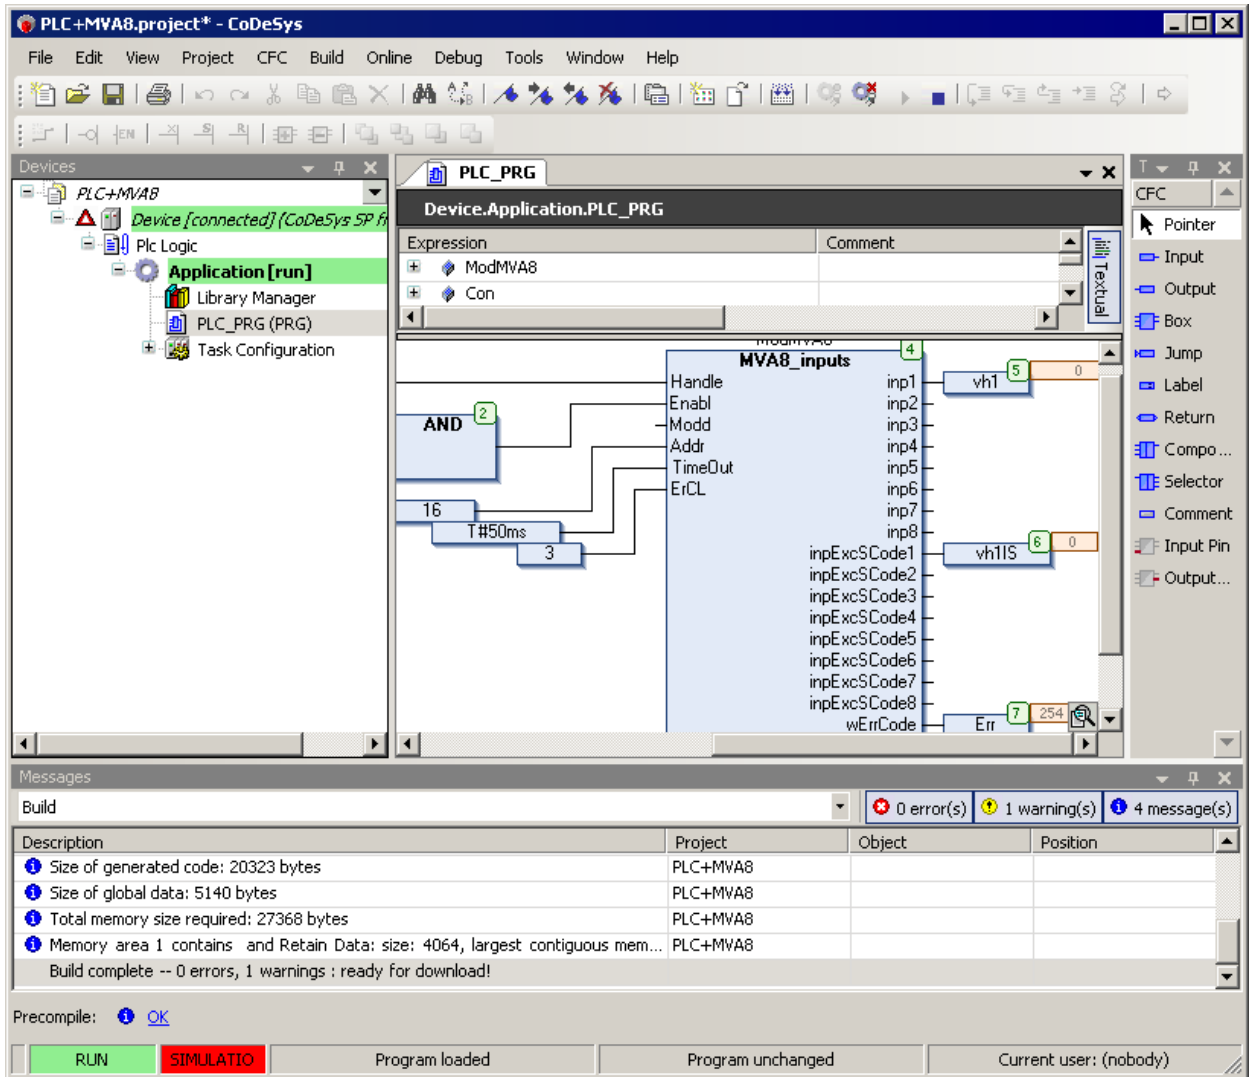 PLC+MVA8.project* - CoDeSys
File Edit View Project CFC Build Online Debug Tools Window Help
Devices
PLC+MVA8
Device [connected] (CoDeSys SP f
Plc Logic
Application [run]
Library Manager
PLC_PRG (PRG)
Task Configuration
PLC_PRG
Device.Application.PLC_PRG
Expression Comment
ModMVA8
Con
Textual
ModMVA8
MVA8_inputs 4
Handle
Enabl
Modd
Addr
TimeOut
ErCL
inp1
inp2
inp3
inp4
inp5
inp6
inp7
inp8
inpExcSCode1
inpExcSCode2
inpExcSCode3
inpExcSCode4
inpExcSCode5
inpExcSCode6
inpExcSCode7
inpExcSCode8
wErrCode
AND 2
16
T#50ms
3
vh1 5 0
vh1IS 6 0
Err 7 254
T
CFC
Pointer
Input
Output
Box
Jump
Label
Return
Compo...
Selector
Comment
Input Pin
Output...
Messages
Build 0 error(s) 1 warning(s) 4 message(s)
Description Project Object Position
Size of generated code: 20323 bytes PLC+MVA8
Size of global data: 5140 bytes PLC+MVA8
Total memory size required: 27368 bytes PLC+MVA8
Memory area 1 contains and Retain Data: size: 4064, largest contiguous mem... PLC+MVA8
Build complete -- 0 errors, 1 warnings : ready for download!
Precompile: OK
RUN SIMULATIO Program loaded Program unchanged Current user: (nobody)